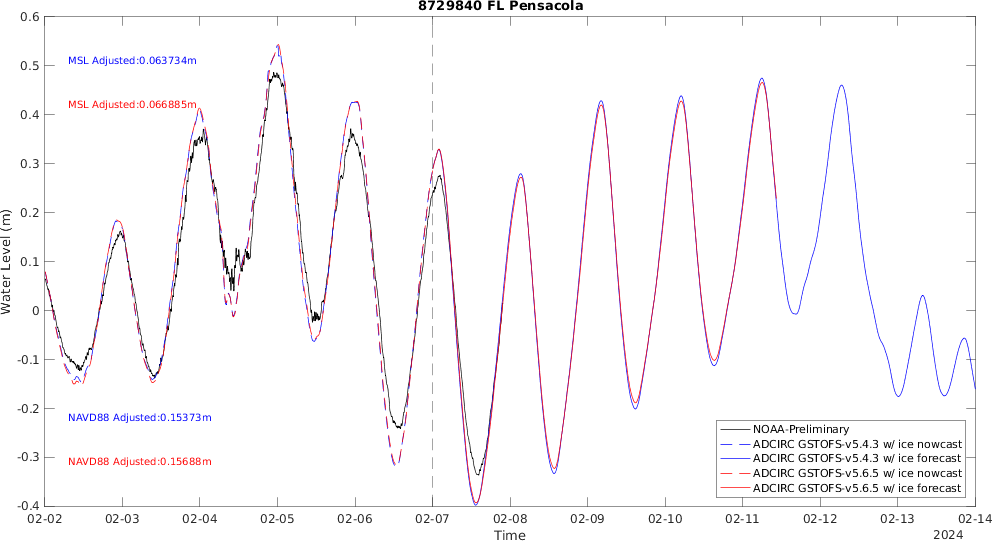 8729840 FL Pensacola
Water Level (m)
0.6
0.5
0.4
0.3
0.2
0.1
0
-0.1
-0.2
-0.3
-0.4
MSL Adjusted:0.063734m
MSL Adjusted:0.066885m
NAVD88 Adjusted:0.15373m
NAVD88 Adjusted:0.15688m
NOAA-Preliminary
ADCIRC GSTOFS-v5.4.3 w/ ice nowcast
ADCIRC GSTOFS-v5.4.3 w/ ice forecast
ADCIRC GSTOFS-v5.6.5 w/ ice nowcast
ADCIRC GSTOFS-v5.6.5 w/ ice forecast
02-02 02-03 02-04 02-05 02-06 02-07 02-08 02-09 02-10 02-11 02-12 02-13 02-14
Time
2024